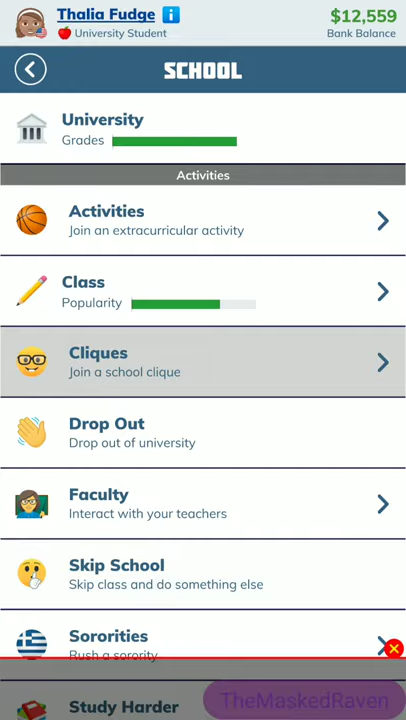 Thalia Fudge
$12,559
University Student
Bank Balance
SCHOOL
University
Grades
Activities
Activities
Join an extracurricular activity
Class
Popularity
Cliques
Join a school clique
Drop Out
Drop out of university
Faculty
Interact with your teachers
Skip School
Skip class and do something else
Sororities
Rush a sorority
Study Harder
TheMaskedRaven